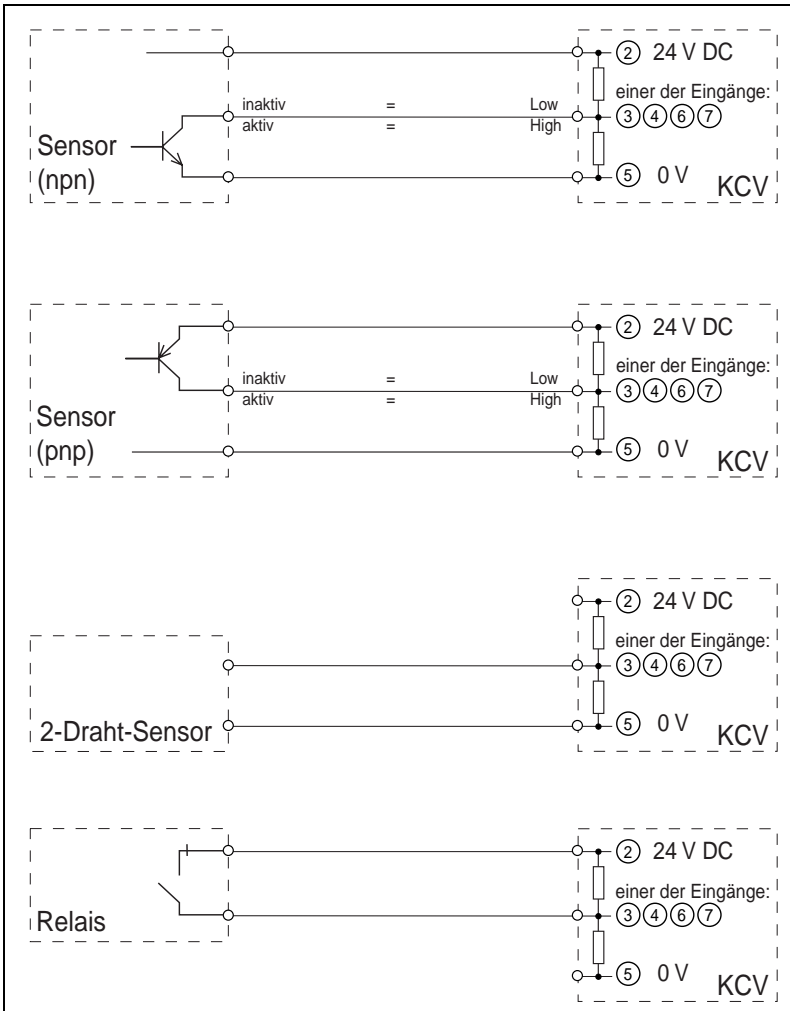 ② 24 V DC
einer der Eingänge:
inaktiv = Low
③④⑥⑦
aktiv = High
Sensor
(npn)
⑤ 0 V
KCV
② 24 V DC
einer der Eingänge:
inaktiv = Low
③④⑥⑦
aktiv = High
Sensor
(pnp)
⑤ 0 V
KCV
② 24 V DC
einer der Eingänge:
③④⑥⑦
2-Draht-Sensor
⑤ 0 V
KCV
② 24 V DC
einer der Eingänge:
③④⑥⑦
Relais
⑤ 0 V
KCV